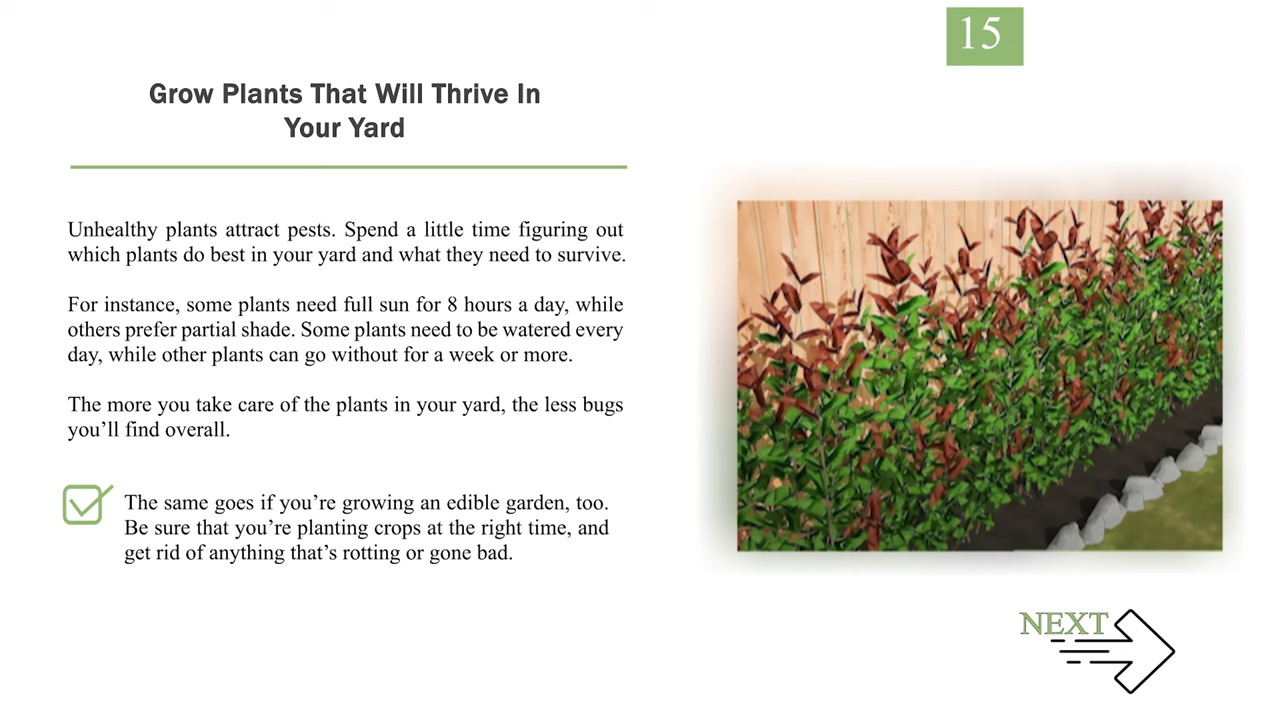 15
Grow Plants That Will Thrive In
Your Yard
Unhealthy plants attract pests. Spend a little time figuring out
which plants do best in your yard and what they need to survive.
For instance, some plants need full sun for 8 hours a day, while
others prefer partial shade. Some plants need to be watered every
day, while other plants can go without for a week or more.
The more you take care of the plants in your yard, the less bugs
you’ll find overall.
The same goes if you’re growing an edible garden, too.
Be sure that you’re planting crops at the right time, and
get rid of anything that’s rotting or gone bad.
NEXT